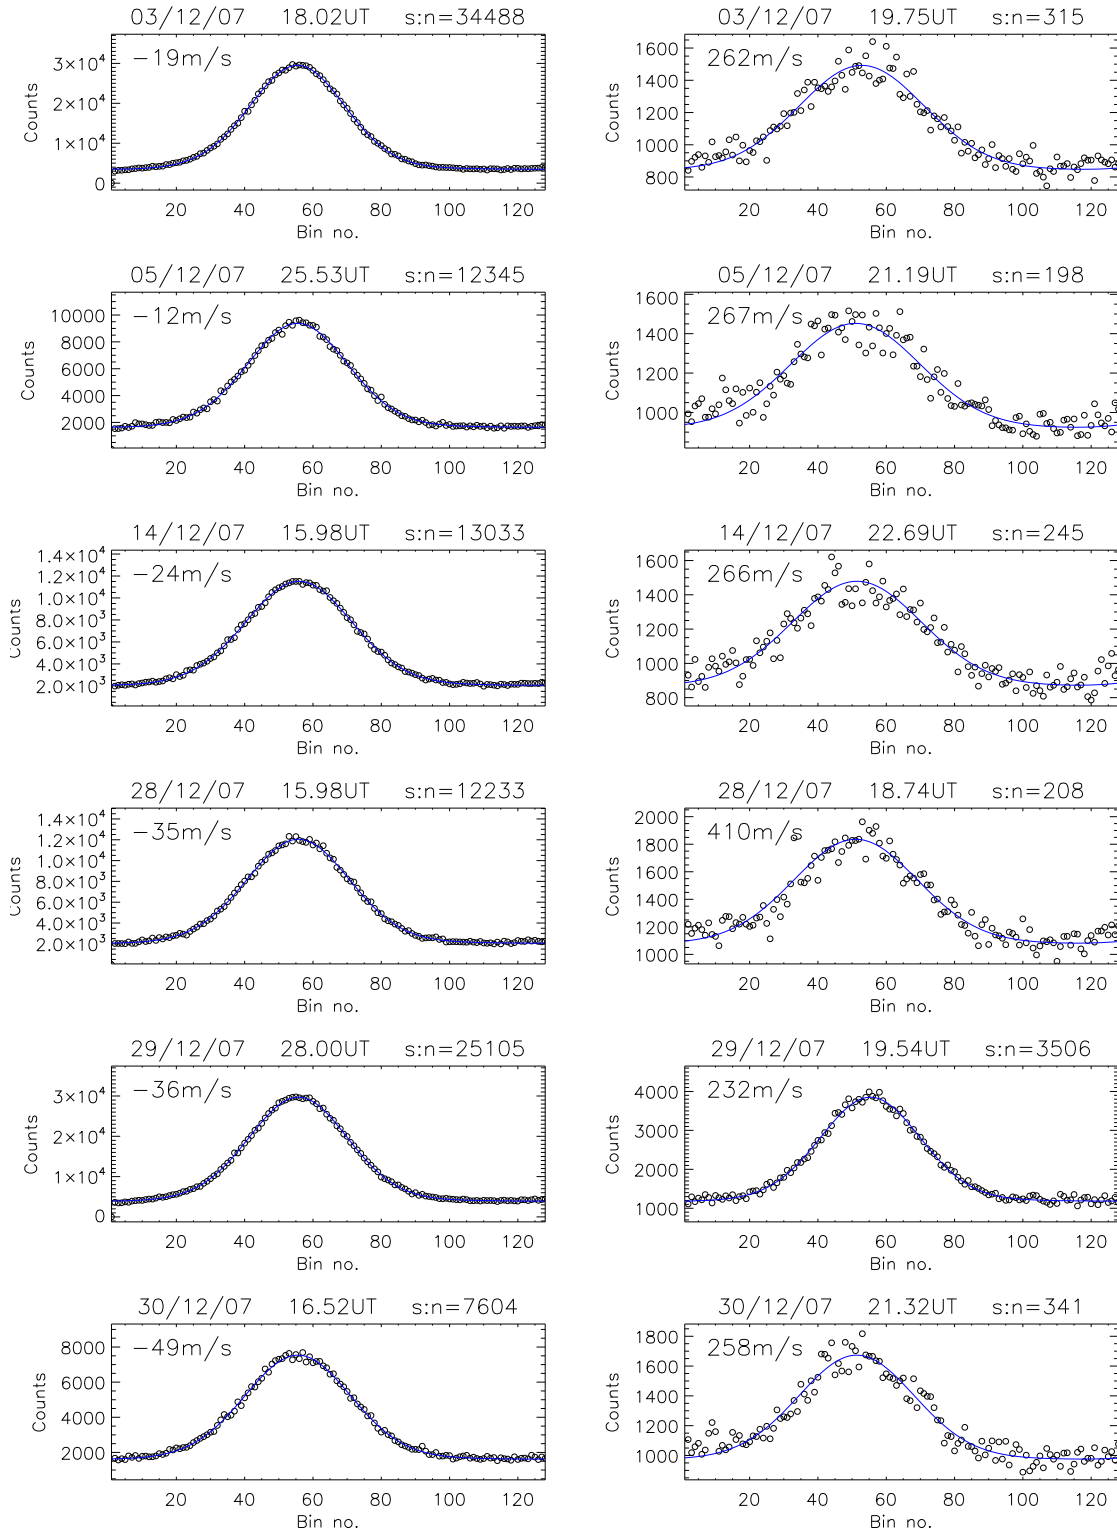 03/12/07 18.02UT s:n=34488
−19m/s
3×10⁴
2×10⁴
1×10⁴
0
Counts
20 40 60 80 100 120
Bin no.
03/12/07 19.75UT s:n=315
262m/s
1600
1400
1200
1000
800
Counts
20 40 60 80 100 120
Bin no.
05/12/07 25.53UT s:n=12345
−12m/s
10000
8000
6000
4000
2000
Counts
20 40 60 80 100 120
Bin no.
05/12/07 21.19UT s:n=198
267m/s
1600
1400
1200
1000
Counts
20 40 60 80 100 120
Bin no.
14/12/07 15.98UT s:n=13033
−24m/s
1.4×10⁴
1.2×10⁴
1.0×10⁴
8.0×10³
6.0×10³
4.0×10³
2.0×10³
Counts
20 40 60 80 100 120
Bin no.
14/12/07 22.69UT s:n=245
266m/s
1600
1400
1200
1000
800
Counts
20 40 60 80 100 120
Bin no.
28/12/07 15.98UT s:n=12233
−35m/s
1.4×10⁴
1.2×10⁴
1.0×10⁴
8.0×10³
6.0×10³
4.0×10³
2.0×10³
Counts
20 40 60 80 100 120
Bin no.
28/12/07 18.74UT s:n=208
410m/s
2000
1800
1600
1400
1200
1000
Counts
20 40 60 80 100 120
Bin no.
29/12/07 28.00UT s:n=25105
−36m/s
3×10⁴
2×10⁴
1×10⁴
0
Counts
20 40 60 80 100 120
Bin no.
29/12/07 19.54UT s:n=3506
232m/s
4000
3000
2000
1000
Counts
20 40 60 80 100 120
Bin no.
30/12/07 16.52UT s:n=7604
−49m/s
8000
6000
4000
2000
Counts
20 40 60 80 100 120
Bin no.
30/12/07 21.32UT s:n=341
258m/s
1800
1600
1400
1200
1000
Counts
20 40 60 80 100 120
Bin no.